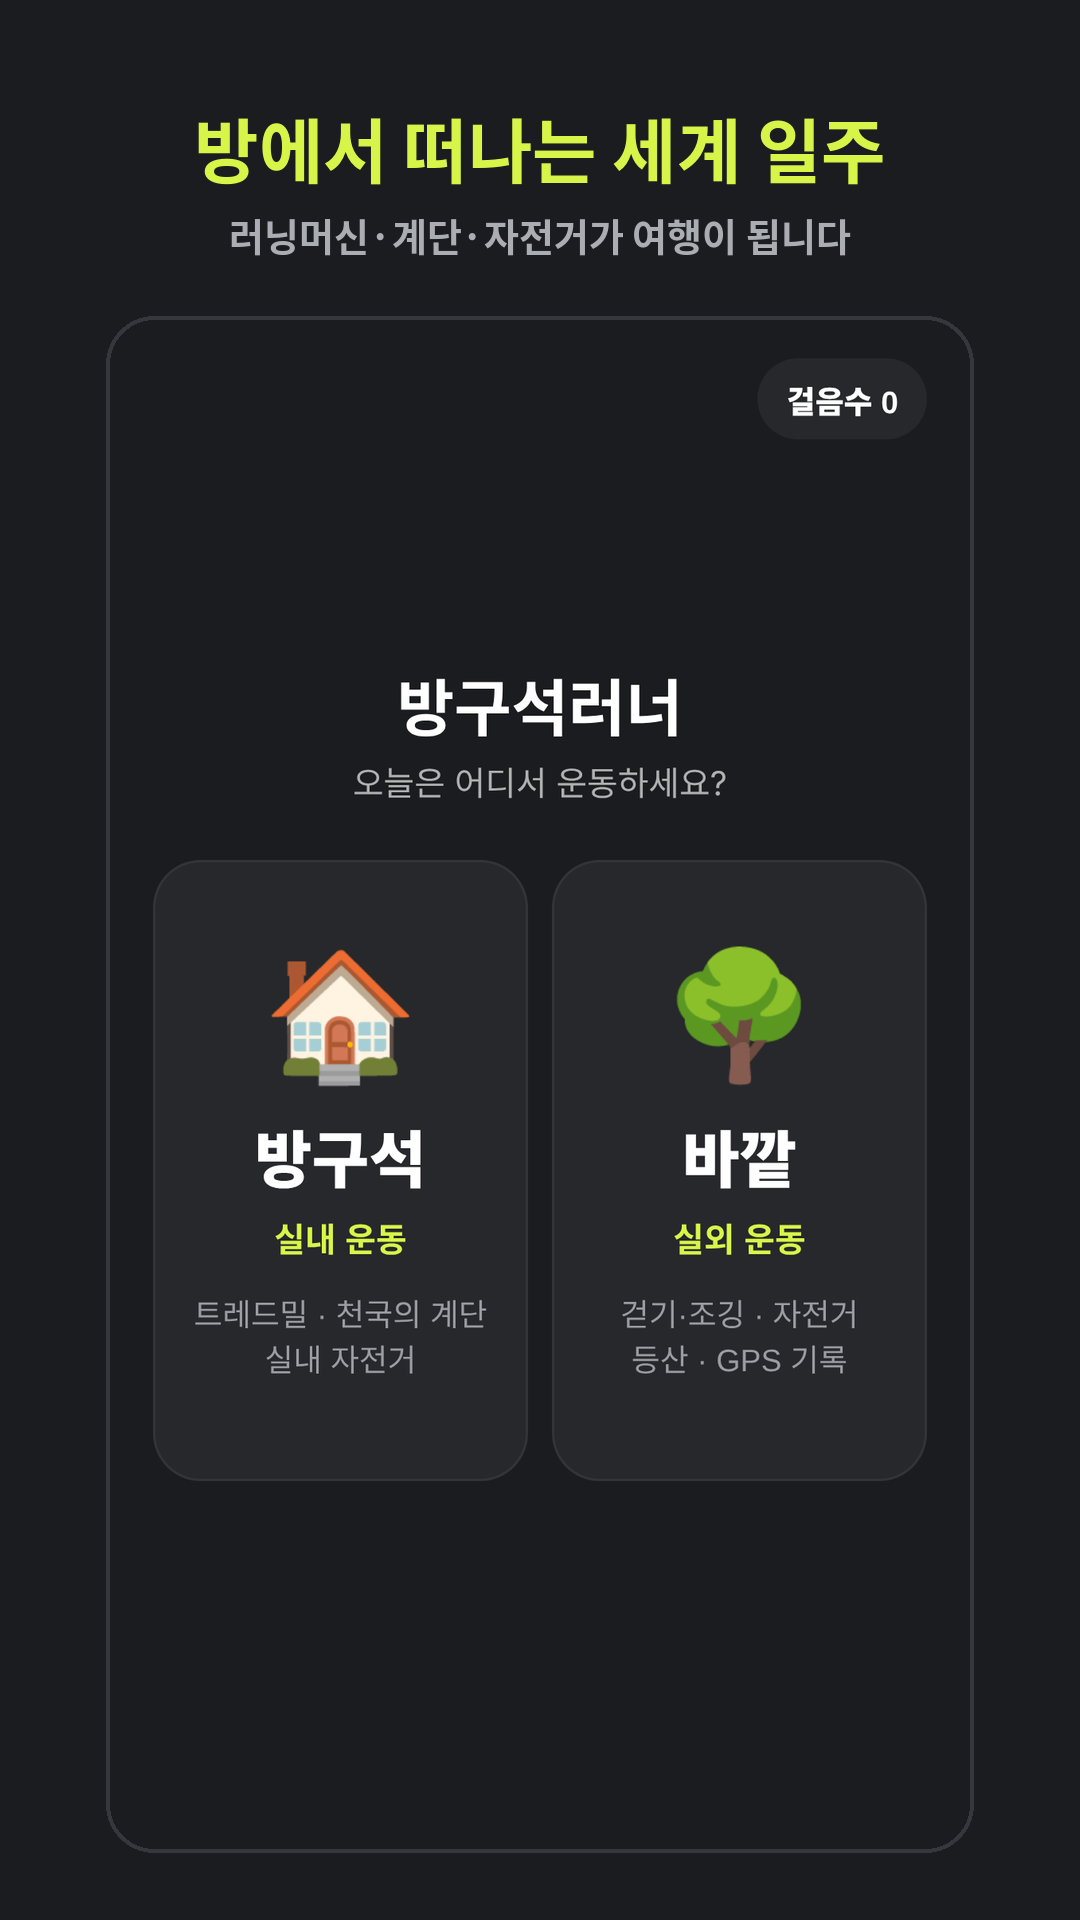 방에서 떠나는 세계 일주
러닝머신·계단·자전거가 여행이 됩니다
걸음수 0
방구석러너
오늘은 어디서 운동하세요?
방구석
실내 운동
트레드밀 · 천국의 계단
실내 자전거
바깥
실외 운동
걷기·조깅 · 자전거
등산 · GPS 기록